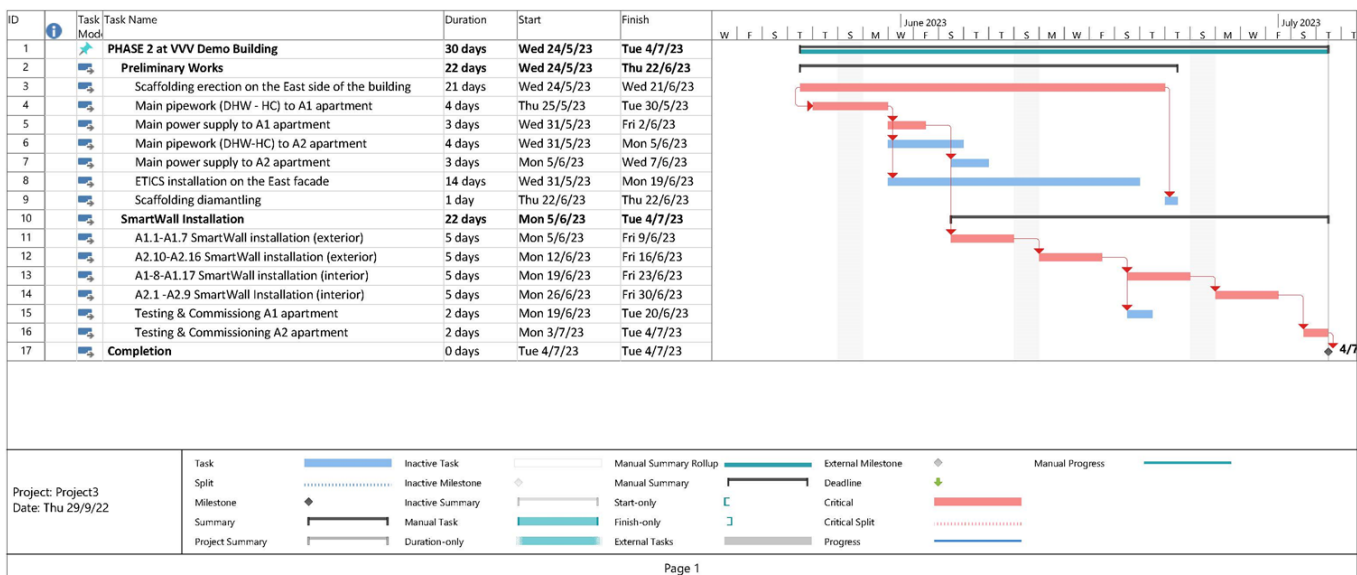 ID Task Mode Task Name Duration Start Finish June 2023 July 2023
W F S S M W F S T T S M W F S T T S M W F S T T
1 PHASE 2 at VVV Demo Building 30 days Wed 24/5/23 Tue 4/7/23
2 Preliminary Works 22 days Wed 24/5/23 Thu 22/6/23
3 Scaffolding erection on the East side of the building 21 days Wed 24/5/23 Wed 21/6/23
4 Main pipework (DHW - HC) to A1 apartment 4 days Thu 25/5/23 Tue 30/5/23
5 Main power supply to A1 apartment 3 days Wed 31/5/23 Fri 2/6/23
6 Main pipework (DHW-HC) to A2 apartment 4 days Wed 31/5/23 Mon 5/6/23
7 Main power supply to A2 apartment 3 days Mon 5/6/23 Wed 7/6/23
8 ETICS installation on the East facade 14 days Wed 31/5/23 Mon 19/6/23
9 Scaffolding diamantling 1 day Thu 22/6/23 Thu 22/6/23
10 SmartWall Installation 22 days Mon 5/6/23 Tue 4/7/23
11 A1.1-A1.7 SmartWall installation (exterior) 5 days Mon 5/6/23 Fri 9/6/23
12 A2.10-A2.16 SmartWall installation (exterior) 5 days Mon 12/6/23 Fri 16/6/23
13 A1-8-A1.17 SmartWall installation (interior) 5 days Mon 19/6/23 Fri 23/6/23
14 A2.1 -A2.9 SmartWall Installation (interior) 5 days Mon 26/6/23 Fri 30/6/23
15 Testing & Commissioing A1 apartment 2 days Mon 19/6/23 Tue 20/6/23
16 Testing & Commissioning A2 apartment 2 days Mon 3/7/23 Tue 4/7/23
17 Completion 0 days Tue 4/7/23 Tue 4/7/23 4/7
Project: Project3
Date: Thu 29/9/22
Task Inactive Task Manual Summary Rollup External Milestone Manual Progress
Split Inactive Milestone Manual Summary Deadline
Milestone Inactive Summary Start-only Critical
Summary Manual Task Finish-only Critical Split
Project Summary Duration-only External Tasks Progress
Page 1